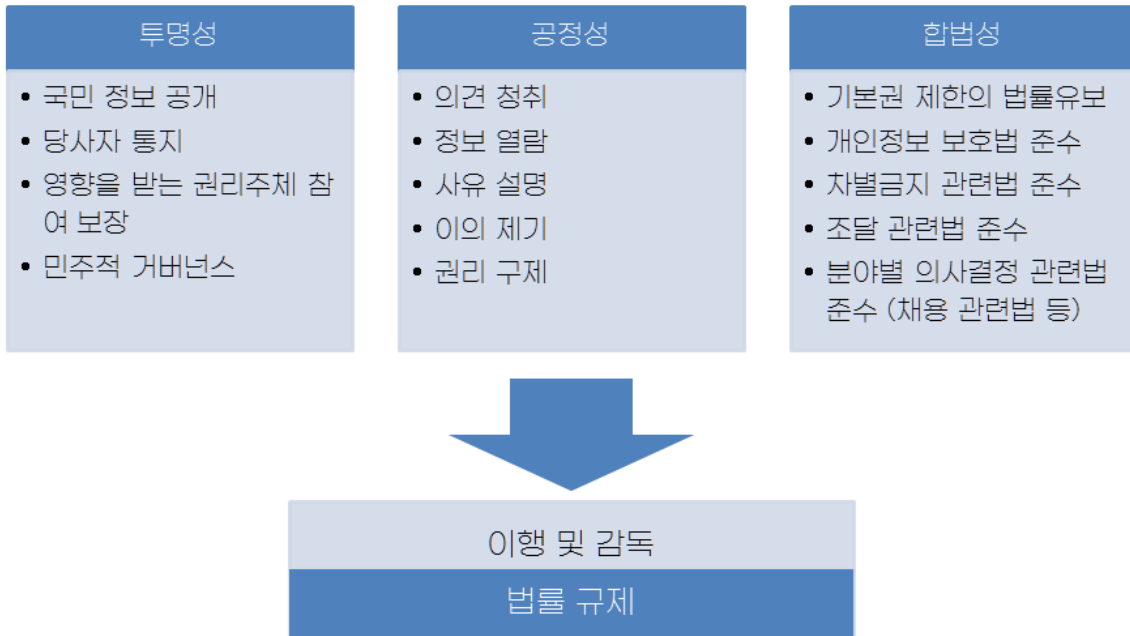 투명성
• 국민 정보 공개
• 당사자 통지
• 영향을 받는 권리주체 참
여 보장
• 민주적 거버넌스
공정성
• 의견 청취
• 정보 열람
• 사유 설명
• 이의 제기
• 권리 구제
합법성
• 기본권 제한의 법률유보
• 개인정보 보호법 준수
• 차별금지 관련법 준수
• 조달 관련법 준수
• 분야별 의사결정 관련법
준수 (채용 관련법 등)
이행 및 감독
법률 규제